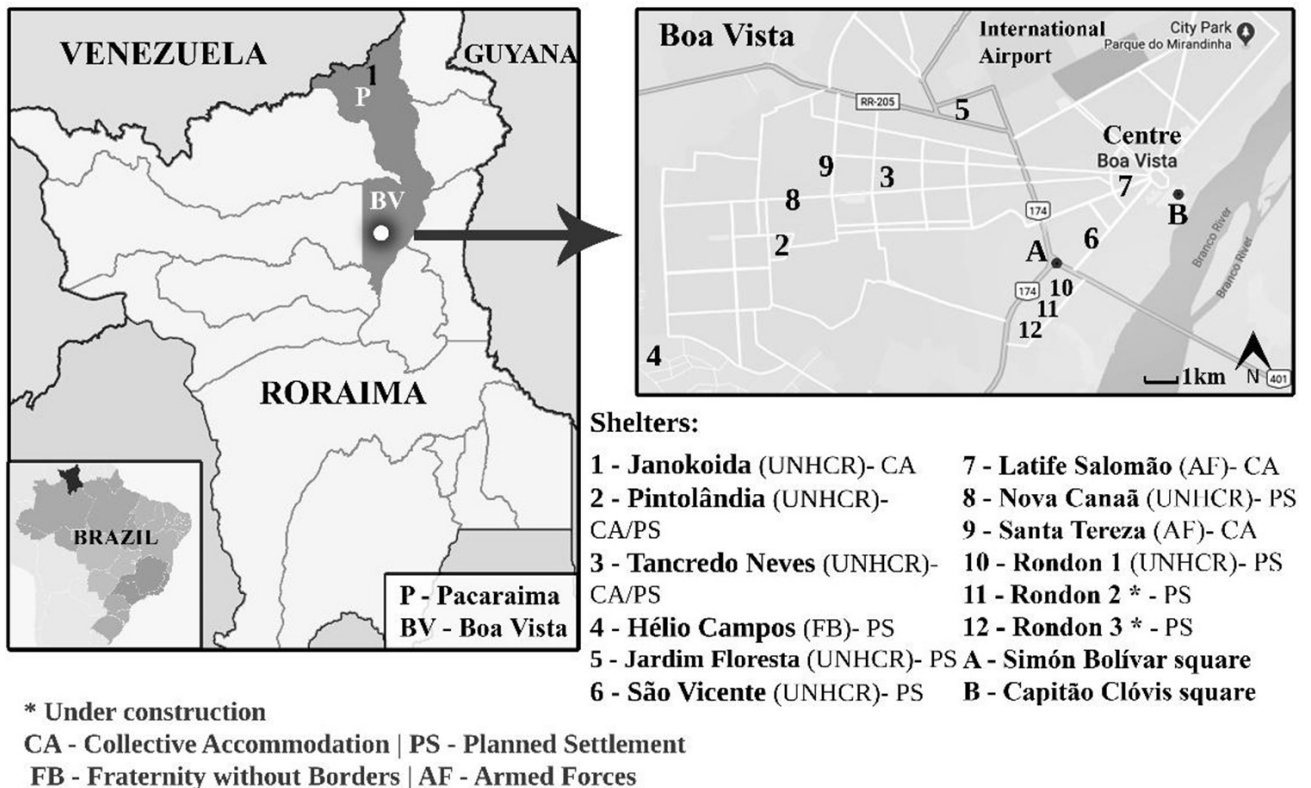 VENEZUELA
GUYANA
1
P
BV
RORAIMA
BRAZIL
P - Pacaraima
BV - Boa Vista
Boa Vista
International
Airport
City Park
Parque do Mirandinha
RR-205
5
Centre
Boa Vista
9
3
7
8
B
174
2
6
A
Branco River
Branco River
174
10
11
12
4
1km
N
401
Shelters:
1 - Janokoida (UNHCR)- CA
2 - Pintolândia (UNHCR)-
CA/PS
3 - Tancredo Neves (UNHCR)-
CA/PS
4 - Hélio Campos (FB)- PS
5 - Jardim Floresta (UNHCR)- PS
6 - São Vicente (UNHCR)- PS
7 - Latife Salomão (AF)- CA
8 - Nova Canaã (UNHCR)- PS
9 - Santa Tereza (AF)- CA
10 - Rondon 1 (UNHCR)- PS
11 - Rondon 2 * - PS
12 - Rondon 3 * - PS
A - Simón Bolívar square
B - Capitão Clóvis square
* Under construction
CA - Collective Accommodation | PS - Planned Settlement
FB - Fraternity without Borders | AF - Armed Forces